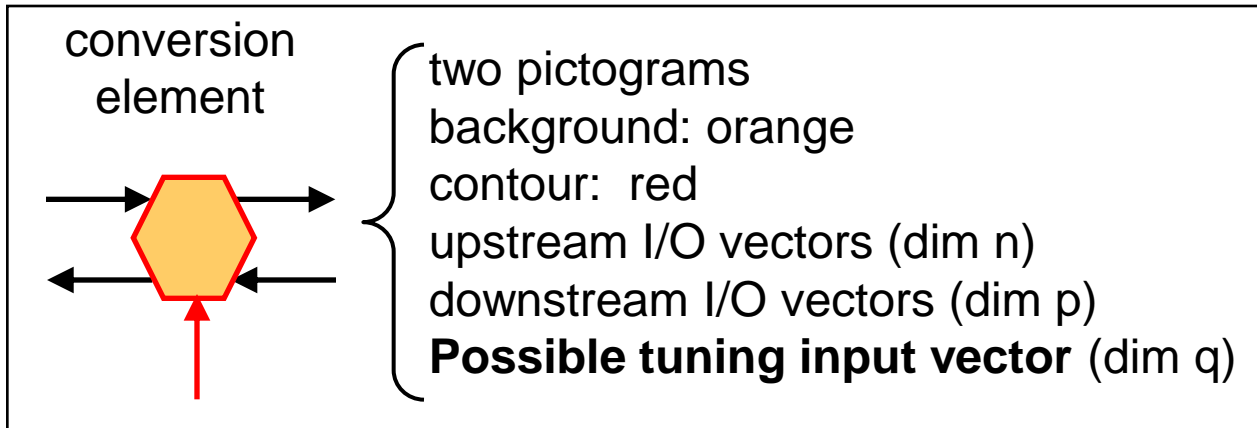 conversion
element
two pictograms
background: orange
contour:  red
upstream I/O vectors (dim n)
downstream I/O vectors (dim p)
Possible tuning input vector (dim q)